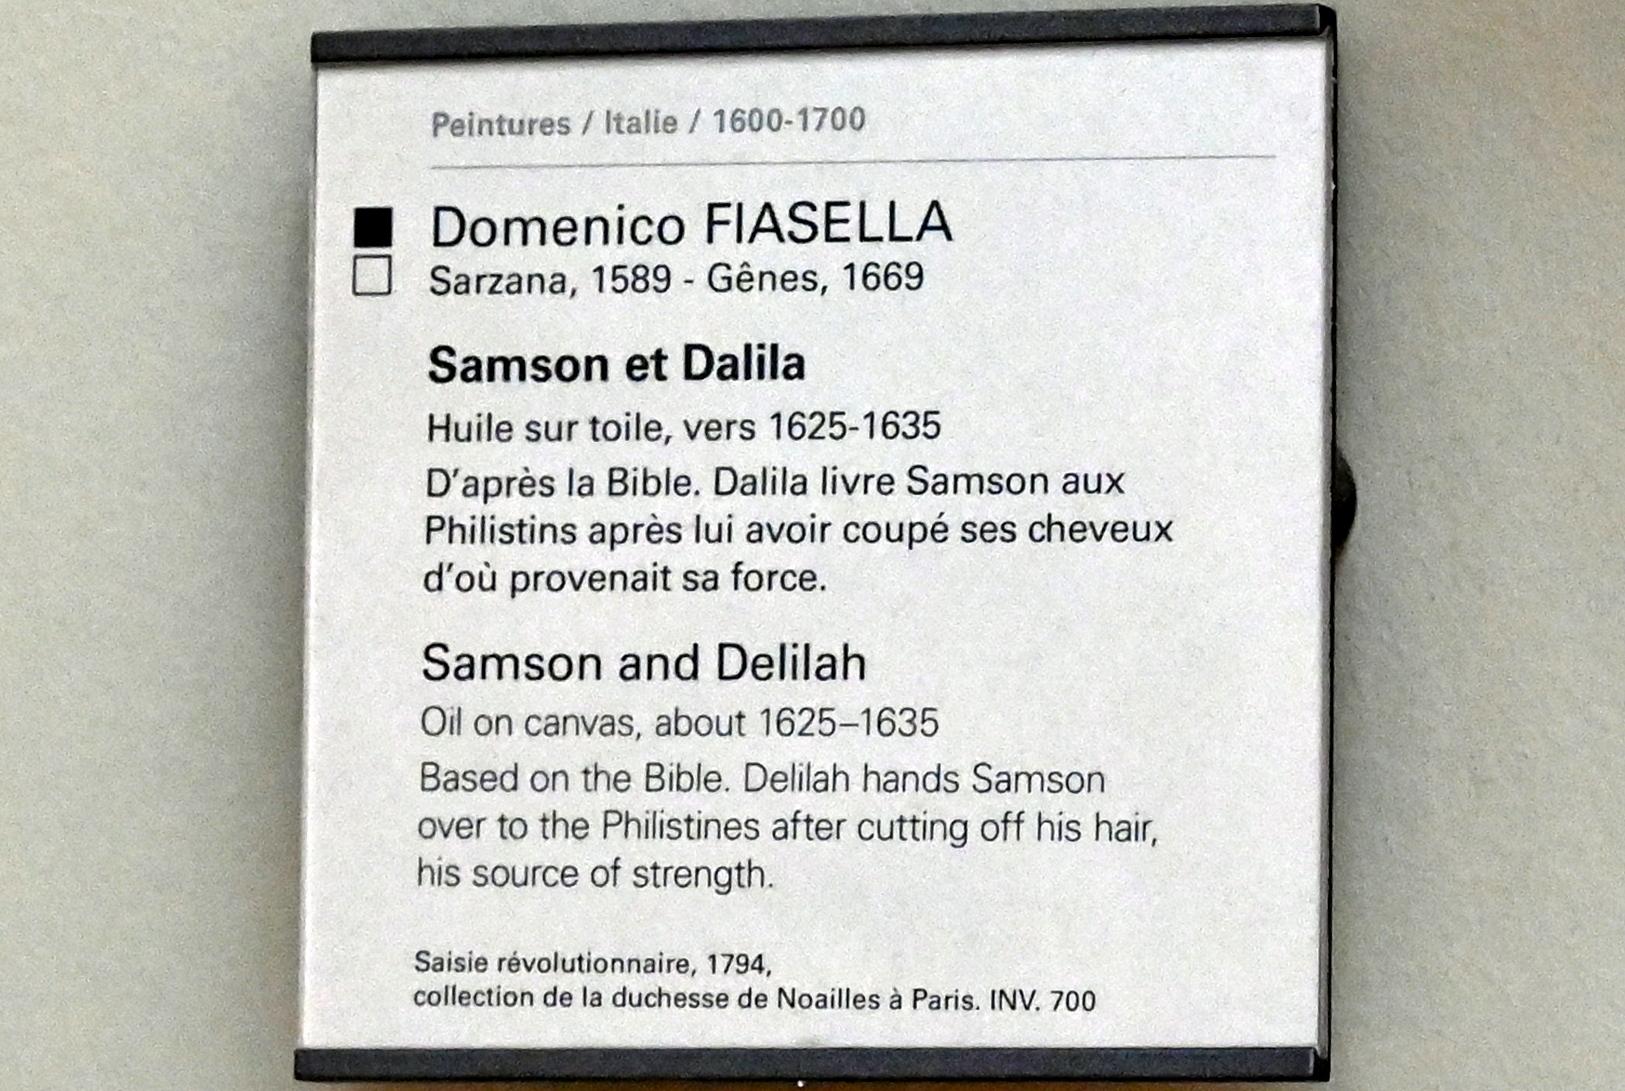 Peintures / Italie / 1600-1700
Domenico FIASELLA
Sarzana, 1589 - Gênes, 1669
Samson et Dalila
Huile sur toile, vers 1625-1635
D'après la Bible. Dalila livre Samson aux
Philistins après lui avoir coupé ses cheveux
d'où provenait sa force.
Samson and Delilah
Oil on canvas, about 1625–1635
Based on the Bible. Delilah hands Samson
over to the Philistines after cutting off his hair,
his source of strength.
Saisie révolutionnaire, 1794,
collection de la duchesse de Noailles à Paris. INV. 700